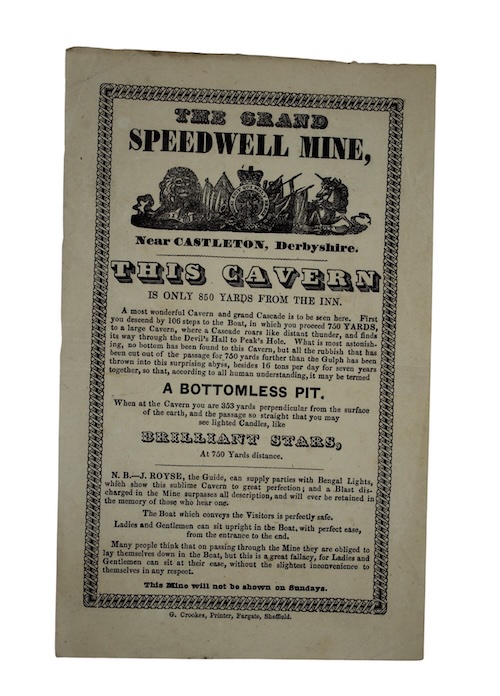 THE GRAND
SPEEDWELL MINE,
Near CASTLETON, Derbyshire.
THIS CAVERN
IS ONLY 850 YARDS FROM THE INN.
A most wonderful Cavern and grand Cascade is to be seen here. First
you descend by 106 steps to the Boat, in which you proceed 750 YARDS,
to a large Cavern, where a Cascade roars like distant thunder, and finds
its way through the Devil's Hall to Peak's Hole. What is most astonish-
ing, no bottom has been found to this Cavern, but all the rubbish that has
been cut out of the passage for 750 yards further than the Gulph has been
thrown into this surprising abyss, besides 16 tons per day for seven years
together, so that, according to all human understanding, it may be termed
A BOTTOMLESS PIT.
When at the Cavern you are 353 yards perpendicular from the surface
of the earth, and the passage so straight that you may
see lighted Candles, like
BRILLIANT STARS,
At 750 Yards distance.
N. B.—J. ROYSE, the Guide, can supply parties with Bengal Lights,
which show this sublime Cavern to great perfection; and a Blast dis-
charged in the Mine surpasses all description, and will ever be retained in
the memory of those who hear one.
The Boat which conveys the Visitors is perfectly safe.
Ladies and Gentlemen can sit upright in the Boat, with perfect ease,
from the entrance to the end.
Many people think that on passing through the Mine they are obliged to
lay themselves down in the Boat, but this is a great fallacy, for Ladies and
Gentlemen can sit at their ease, without the slightest inconvenience to
themselves in any respect.
This Mine will not be shown on Sundays.
G. Crookes, Printer, Fargate, Sheffield.